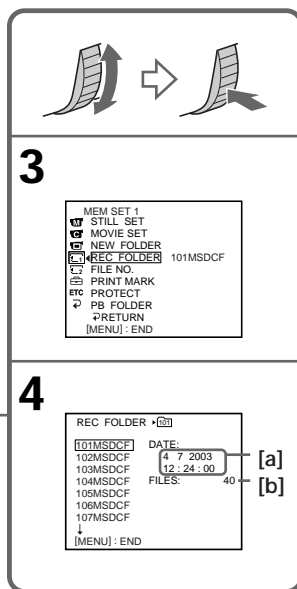 3
MEM SET 1
STILL SET
MOVIE SET
NEW FOLDER
REC FOLDER 101MSDCF
FILE NO.
PRINT MARK
ETC PROTECT
PB FOLDER
RETURN
[MENU] : END
4
REC FOLDER 101
101MSDCF DATE:
102MSDCF 4 7 2003 [a]
103MSDCF 12 : 24 : 00
104MSDCF FILES: 40 [b]
105MSDCF
106MSDCF
107MSDCF
[MENU] : END